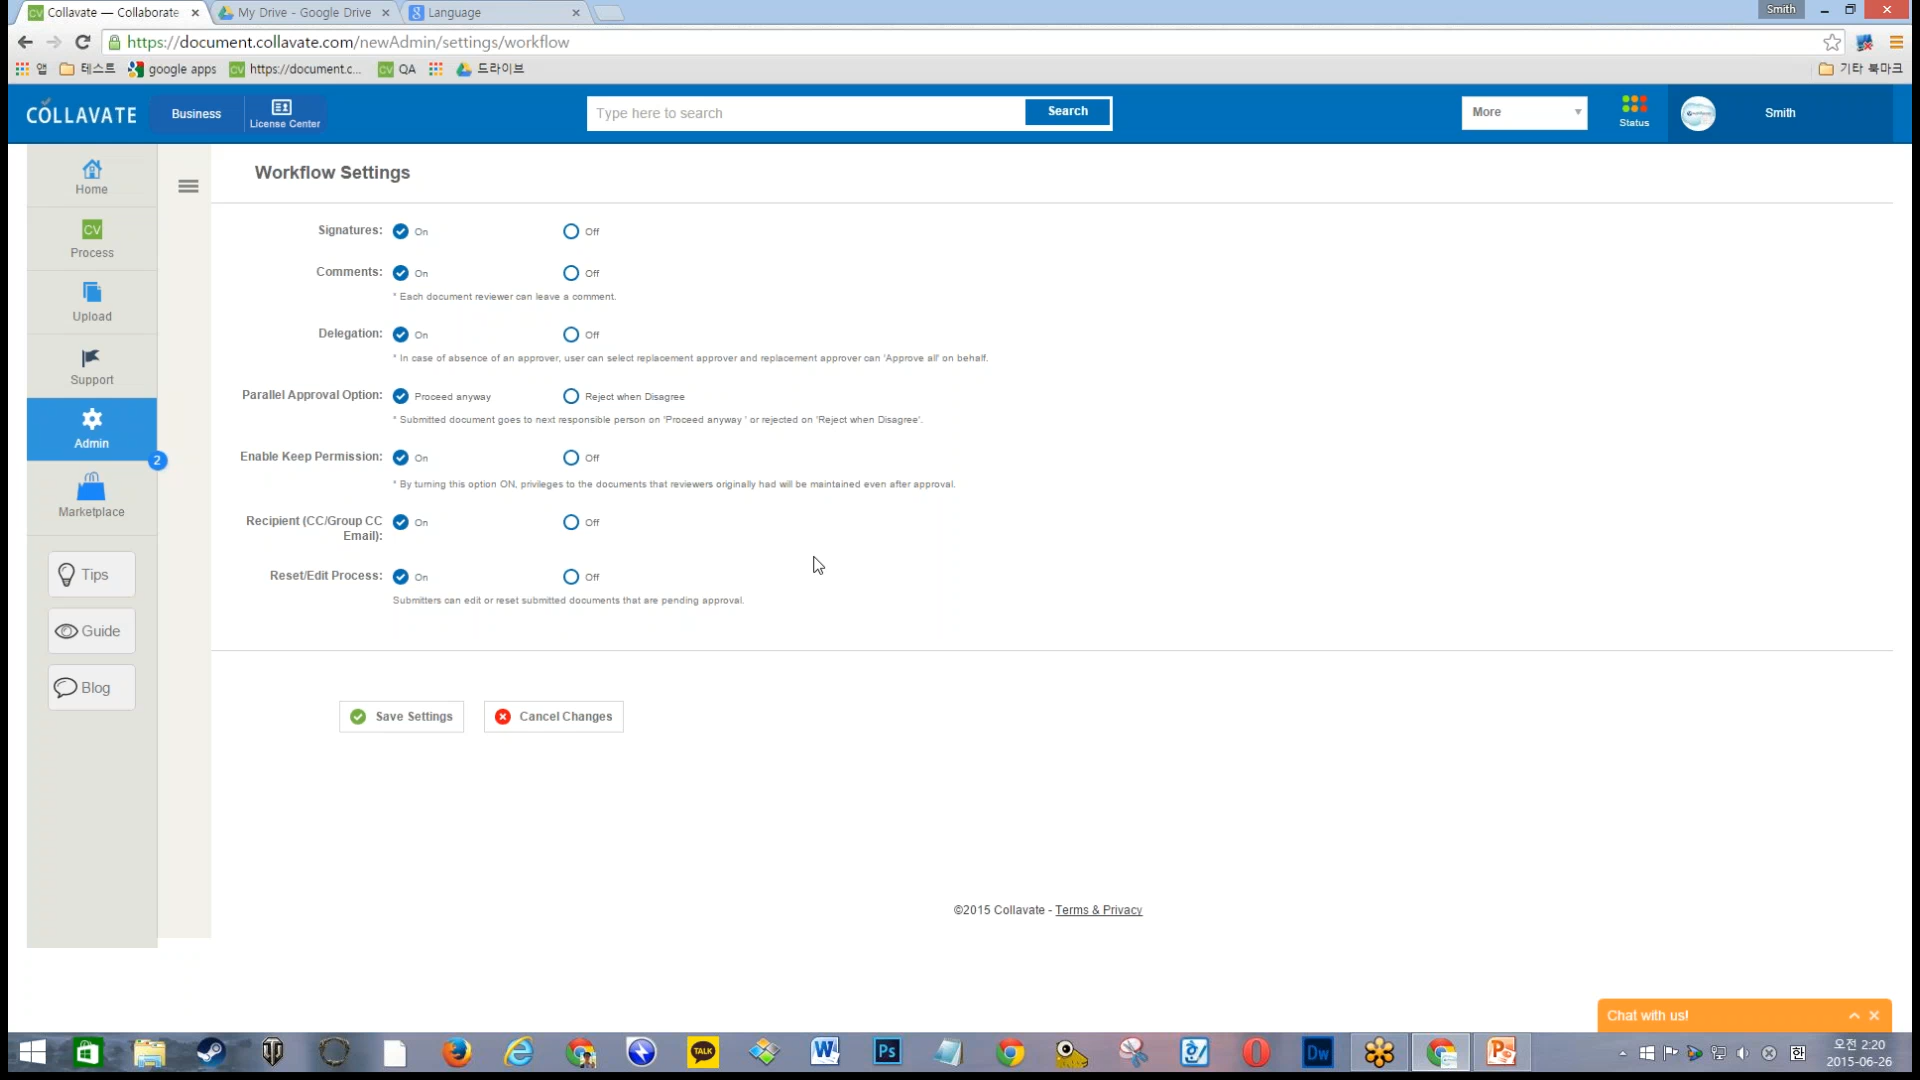 Collavate — Collaborate
My Drive - Google Drive
Language
Smith
https://document.collavate.com/newAdmin/settings/workflow
앱
테스트
google apps
https://document.c...
QA
드라이브
기타 북마크
COLLAVATE
Business
License Center
Type here to search
Search
More
Status
Smith
Home
CV
Process
Upload
Support
Admin
2
Marketplace
Tips
Guide
Blog
Workflow Settings
Signatures: On Off
Comments: On Off
* Each document reviewer can leave a comment.
Delegation: On Off
* In case of absence of an approver, user can select replacement approver and replacement approver can 'Approve all' on behalf.
Parallel Approval Option: Proceed anyway Reject when Disagree
* Submitted document goes to next responsible person on 'Proceed anyway ' or rejected on 'Reject when Disagree'.
Enable Keep Permission: On Off
* By turning this option ON, privileges to the documents that reviewers originally had will be maintained even after approval.
Recipient (CC/Group CC On Off
Email):
Reset/Edit Process: On Off
Submitters can edit or reset submitted documents that are pending approval.
Save Settings
Cancel Changes
©2015 Collavate - Terms & Privacy
Chat with us!
TALK
Ps
Dw
한
오전 2:20
2015-06-26